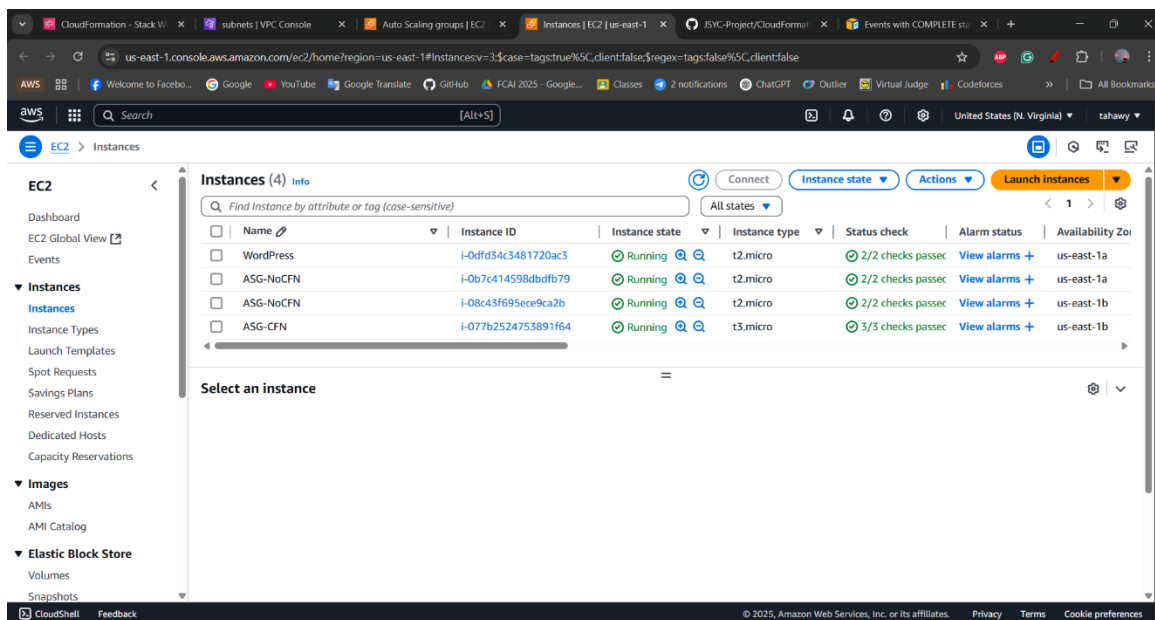 CloudFormation - Stack W
subnets | VPC Console
Auto Scaling groups | EC2
Instances | EC2 | us-east-1
JSYC-Project/CloudFormat
Events with COMPLETE sta
us-east-1.console.aws.amazon.com/ec2/home?region=us-east-1#Instances:v=3;$case=tags:true%5C,client:false;$regex=tags:false%5C,client:false
AWS
Welcome to Facebo...
Google
YouTube
Google Translate
GitHub
FCAI 2025 - Google...
Classes
2 notifications
ChatGPT
Outlier
Virtual Judge
Codeforces
All Bookmarks
aws
Search
[Alt+S]
United States (N. Virginia)
tahawy
EC2 > Instances
EC2
Dashboard
EC2 Global View
Events
Instances
Instances
Instance Types
Launch Templates
Spot Requests
Savings Plans
Reserved Instances
Dedicated Hosts
Capacity Reservations
Images
AMIs
AMI Catalog
Elastic Block Store
Volumes
Snapshots
Instances (4) Info
Connect
Instance state
Actions
Launch instances
Find Instance by attribute or tag (case-sensitive)
All states
1
Name Instance ID Instance state Instance type Status check Alarm status Availability Zo
WordPress i-0dfd34c3481720ac3 Running t2.micro 2/2 checks passec View alarms + us-east-1a
ASG-NoCFN i-0b7c414598dbdfb79 Running t2.micro 2/2 checks passec View alarms + us-east-1a
ASG-NoCFN i-08c43f695ece9ca2b Running t2.micro 2/2 checks passec View alarms + us-east-1b
ASG-CFN i-077b2524753891f64 Running t3.micro 3/3 checks passec View alarms + us-east-1b
Select an instance
CloudShell Feedback
© 2025, Amazon Web Services, Inc. or its affiliates. Privacy Terms Cookie preferences